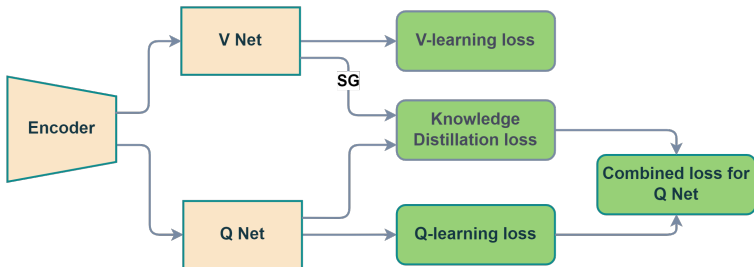 V Net
V-learning loss
SG
Encoder
Knowledge
Distillation loss
Combined loss for
Q Net
Q Net
Q-learning loss